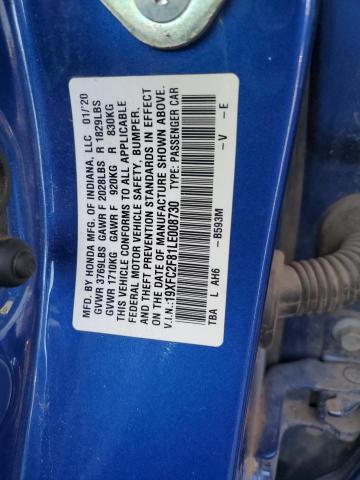 MFD. BY HONDA MFG. OF INDIANA, LLC 01/'20
GVWR 3769LBS GAWR F 2028LBS R 1829LBS
GVWR 1710KG GAWR F 920KG R 830KG
THIS VEHICLE CONFORMS TO ALL APPLICABLE
FEDERAL MOTOR VEHICLE SAFETY, BUMPER,
AND THEFT PREVENTION STANDARDS IN EFFECT
ON THE DATE OF MANUFACTURE SHOWN ABOVE.
V.I.N.:19XFC2F81LE008730 TYPE: PASSENGER CAR
TBA L AH6 - B593M - V - E